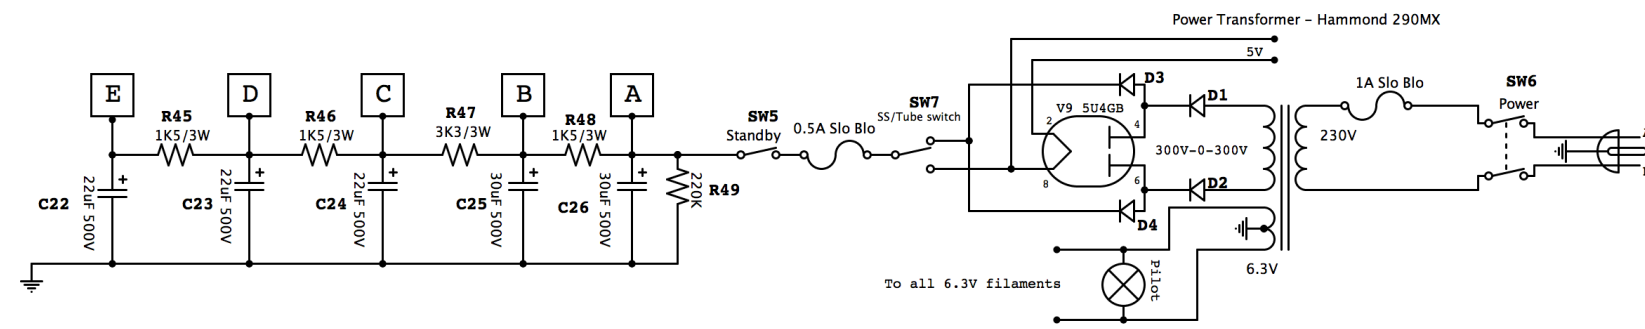 Power Transformer - Hammond 290MX
5V
E
D
C
B
A
R45
1K5/3W
R46
1K5/3W
R47
3K3/3W
R48
1K5/3W
SW5
Standby
0.5A Slo Blo
SW7
SS/Tube switch
D3
V9 5U4GB
2
4
6
8
D1
300V-0-300V
D2
D4
230V
1A Slo Blo
SW6
Power
C22
22uF 500V
C23
22uF 500V
C24
22uF 500V
C25
30uF 500V
C26
30uF 500V
220K
R49
6.3V
To all 6.3V filaments
Pilot